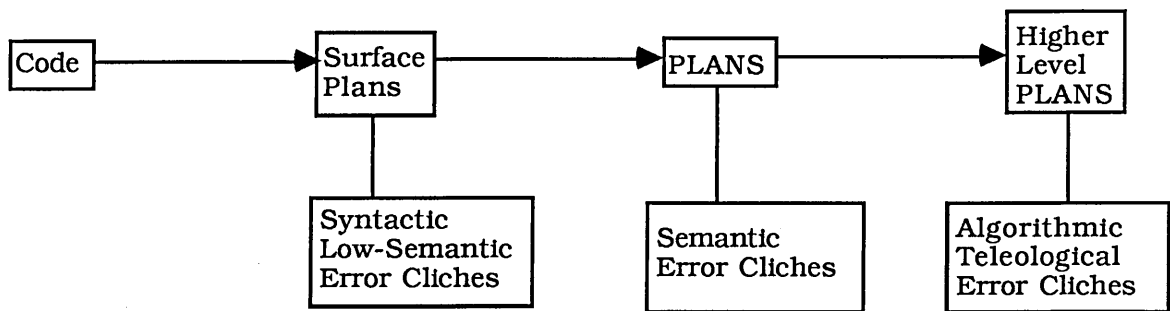 Code
Surface
Plans
PLANS
Higher
Level
PLANS
Syntactic
Low-Semantic
Error Cliches
Semantic
Error Cliches
Algorithmic
Teleological
Error Cliches